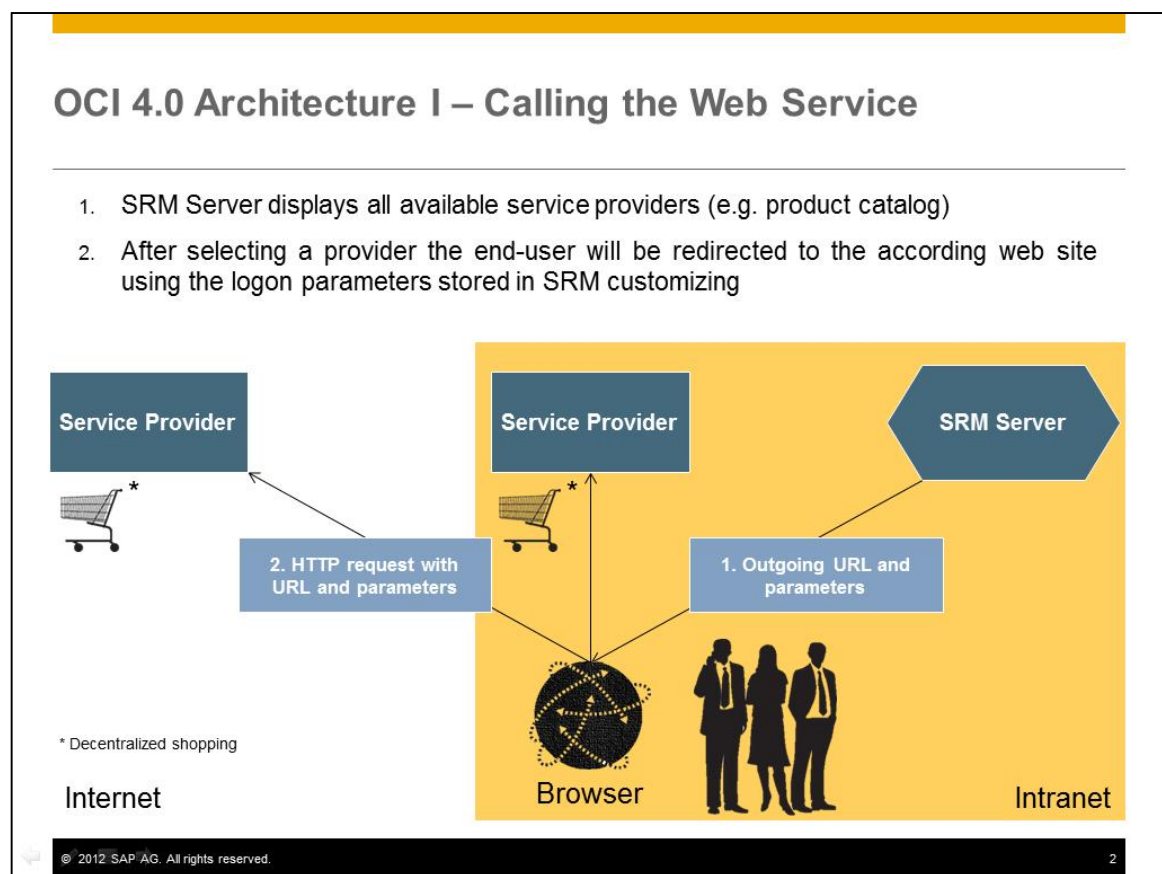 OCI 4.0 Architecture I – Calling the Web Service
1. SRM Server displays all available service providers (e.g. product catalog)
2. After selecting a provider the end-user will be redirected to the according web site
using the logon parameters stored in SRM customizing
Service Provider
Service Provider
SRM Server
*
*
2. HTTP request with
URL and parameters
1. Outgoing URL and
parameters
* Decentralized shopping
Internet
Browser
Intranet
© 2012 SAP AG. All rights reserved.
2